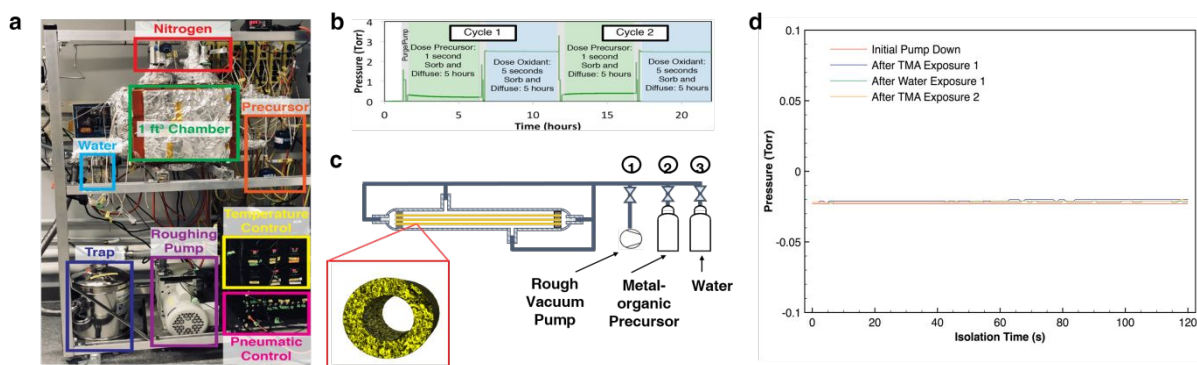 a
Nitrogen
1 ft³ Chamber
Precursor
Water
Temperature
Control
Roughing
Pump
Trap
Pneumatic Control
b
Pressure (Torr)
4
3
2
1
0
Purge/Pump
Cycle 1
Cycle 2
Dose Precursor:
1 second
Sorb and
Diffuse: 5 hours
Dose Oxidant:
5 seconds
Sorb and
Diffuse: 5 hours
Dose Precursor:
1 second
Sorb and
Diffuse: 5 hours
Dose Oxidant:
5 seconds
Sorb and
Diffuse: 5 hours
0 5 10 15 20
Time (hours)
c
1 2 3
Rough
Vacuum
Pump
Metal-
organic
Precursor
Water
d
Pressure (Torr)
0.1
0.05
0
-0.05
-0.1
Initial Pump Down
After TMA Exposure 1
After Water Exposure 1
After TMA Exposure 2
0 20 40 60 80 100 120
Isolation Time (s)